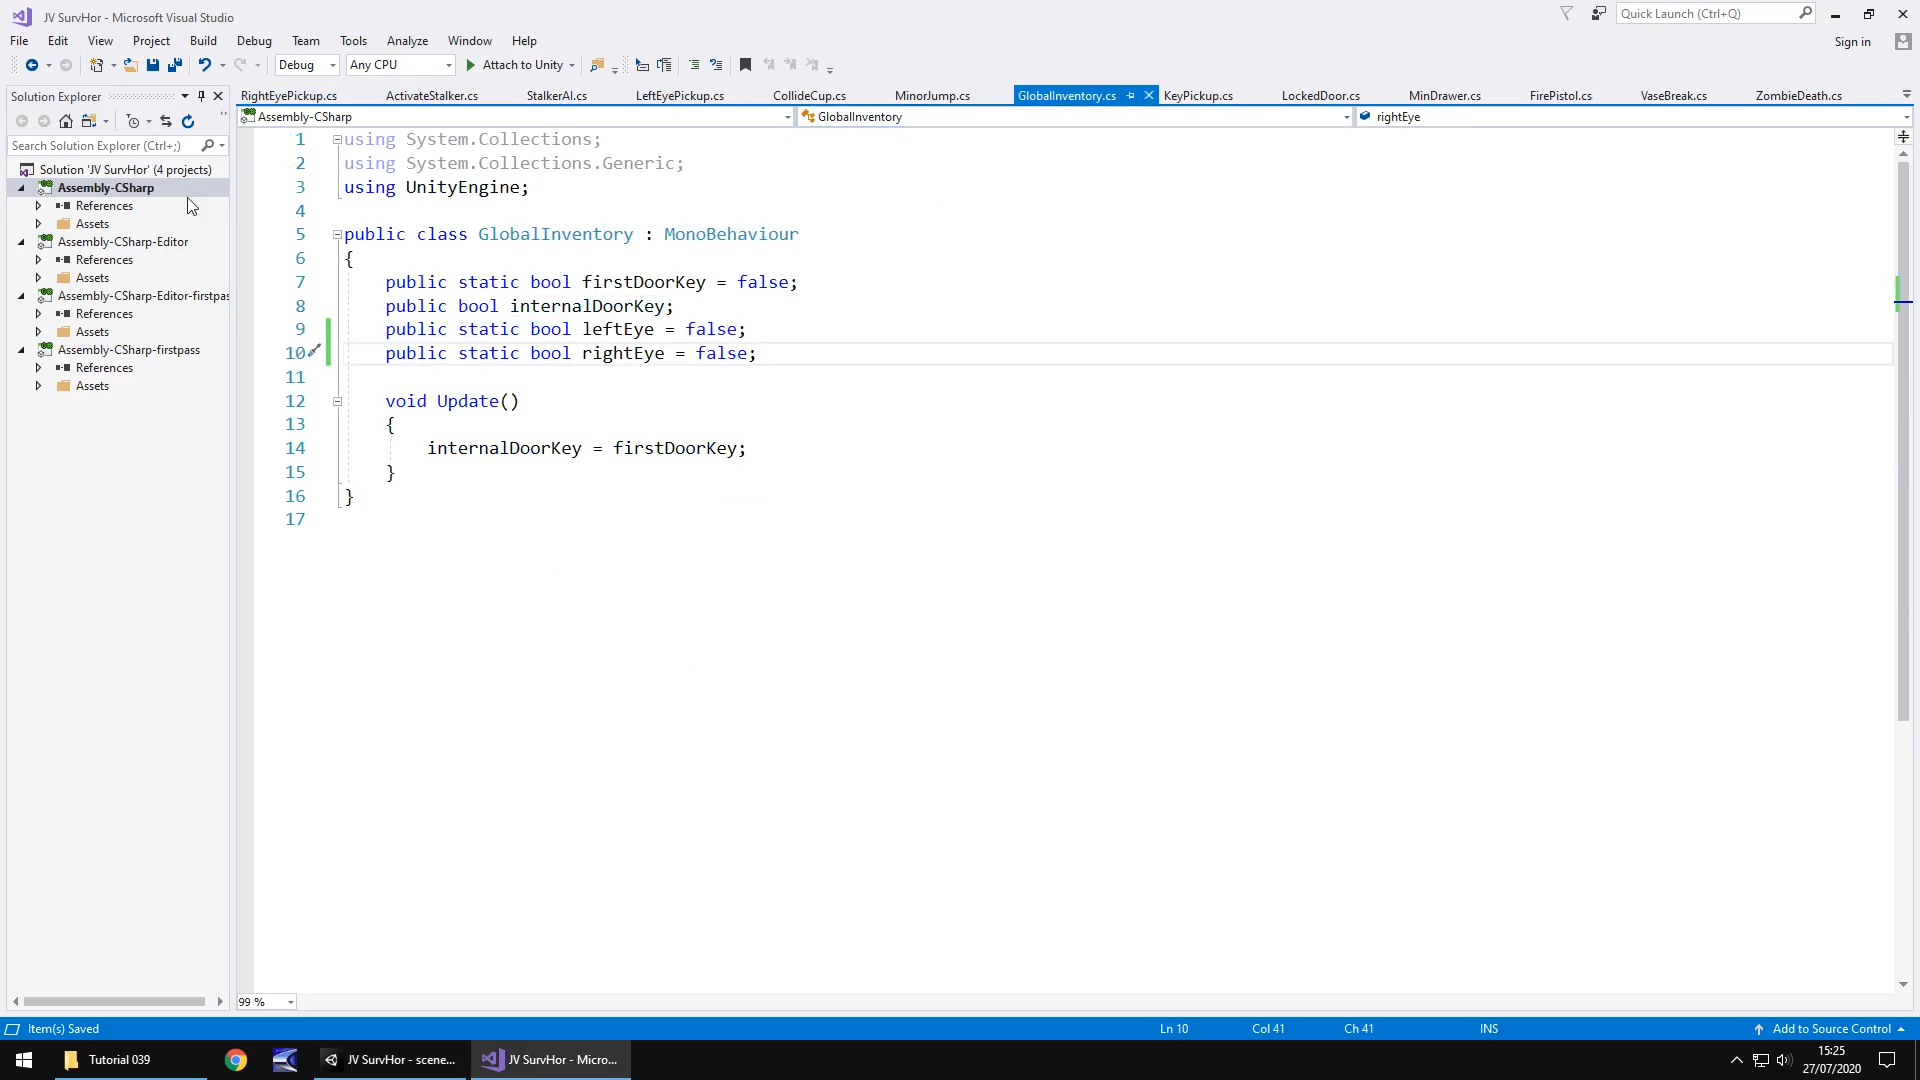 JV SurvHor - Microsoft Visual Studio
Quick Launch (Ctrl+Q)
File Edit View Project Build Debug Team Tools Analyze Window Help
Sign in
Debug Any CPU Attach to Unity
Solution Explorer
RightEyePickup.cs ActivateStalker.cs StalkerAI.cs LeftEyePickup.cs CollideCup.cs MinorJump.cs GlobalInventory.cs KeyPickup.cs LockedDoor.cs MinDrawer.cs FirePistol.cs VaseBreak.cs ZombieDeath.cs
Assembly-CSharp GlobalInventory rightEye
Search Solution Explorer (Ctrl+;)
Solution 'JV SurvHor' (4 projects)
Assembly-CSharp
References
Assets
Assembly-CSharp-Editor
References
Assets
Assembly-CSharp-Editor-firstpas
References
Assets
Assembly-CSharp-firstpass
References
Assets
1 using System.Collections;
2 using System.Collections.Generic;
3 using UnityEngine;
4
5 public class GlobalInventory : MonoBehaviour
6 {
7 public static bool firstDoorKey = false;
8 public bool internalDoorKey;
9 public static bool leftEye = false;
10 public static bool rightEye = false;
11
12 void Update()
13 {
14 internalDoorKey = firstDoorKey;
15 }
16 }
17
99 %
Item(s) Saved Ln 10 Col 41 Ch 41 INS Add to Source Control
Tutorial 039 JV SurvHor - scene... JV SurvHor - Micro... 15:25
27/07/2020